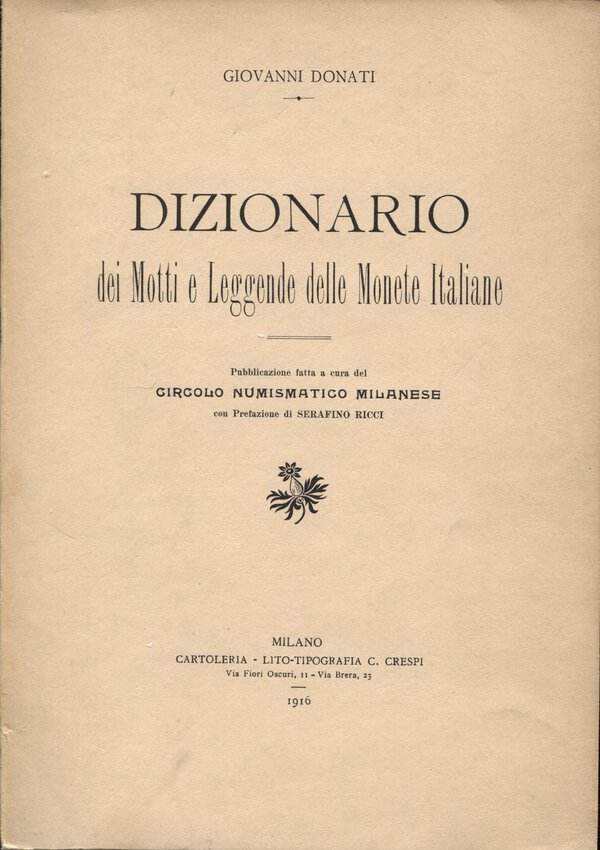 GIOVANNI DONATI
DIZIONARIO
dei Motti e Leggende delle Monete Italiane
Pubblicazione fatta a cura del
CIRCOLO NUMISMATICO MILANESE
con Prefazione di SERAFINO RICCI
MILANO
CARTOLERIA - LITO-TIPOGRAFIA C. CRESPI
Via Fiori Oscuri, 11 - Via Brera, 23
1916